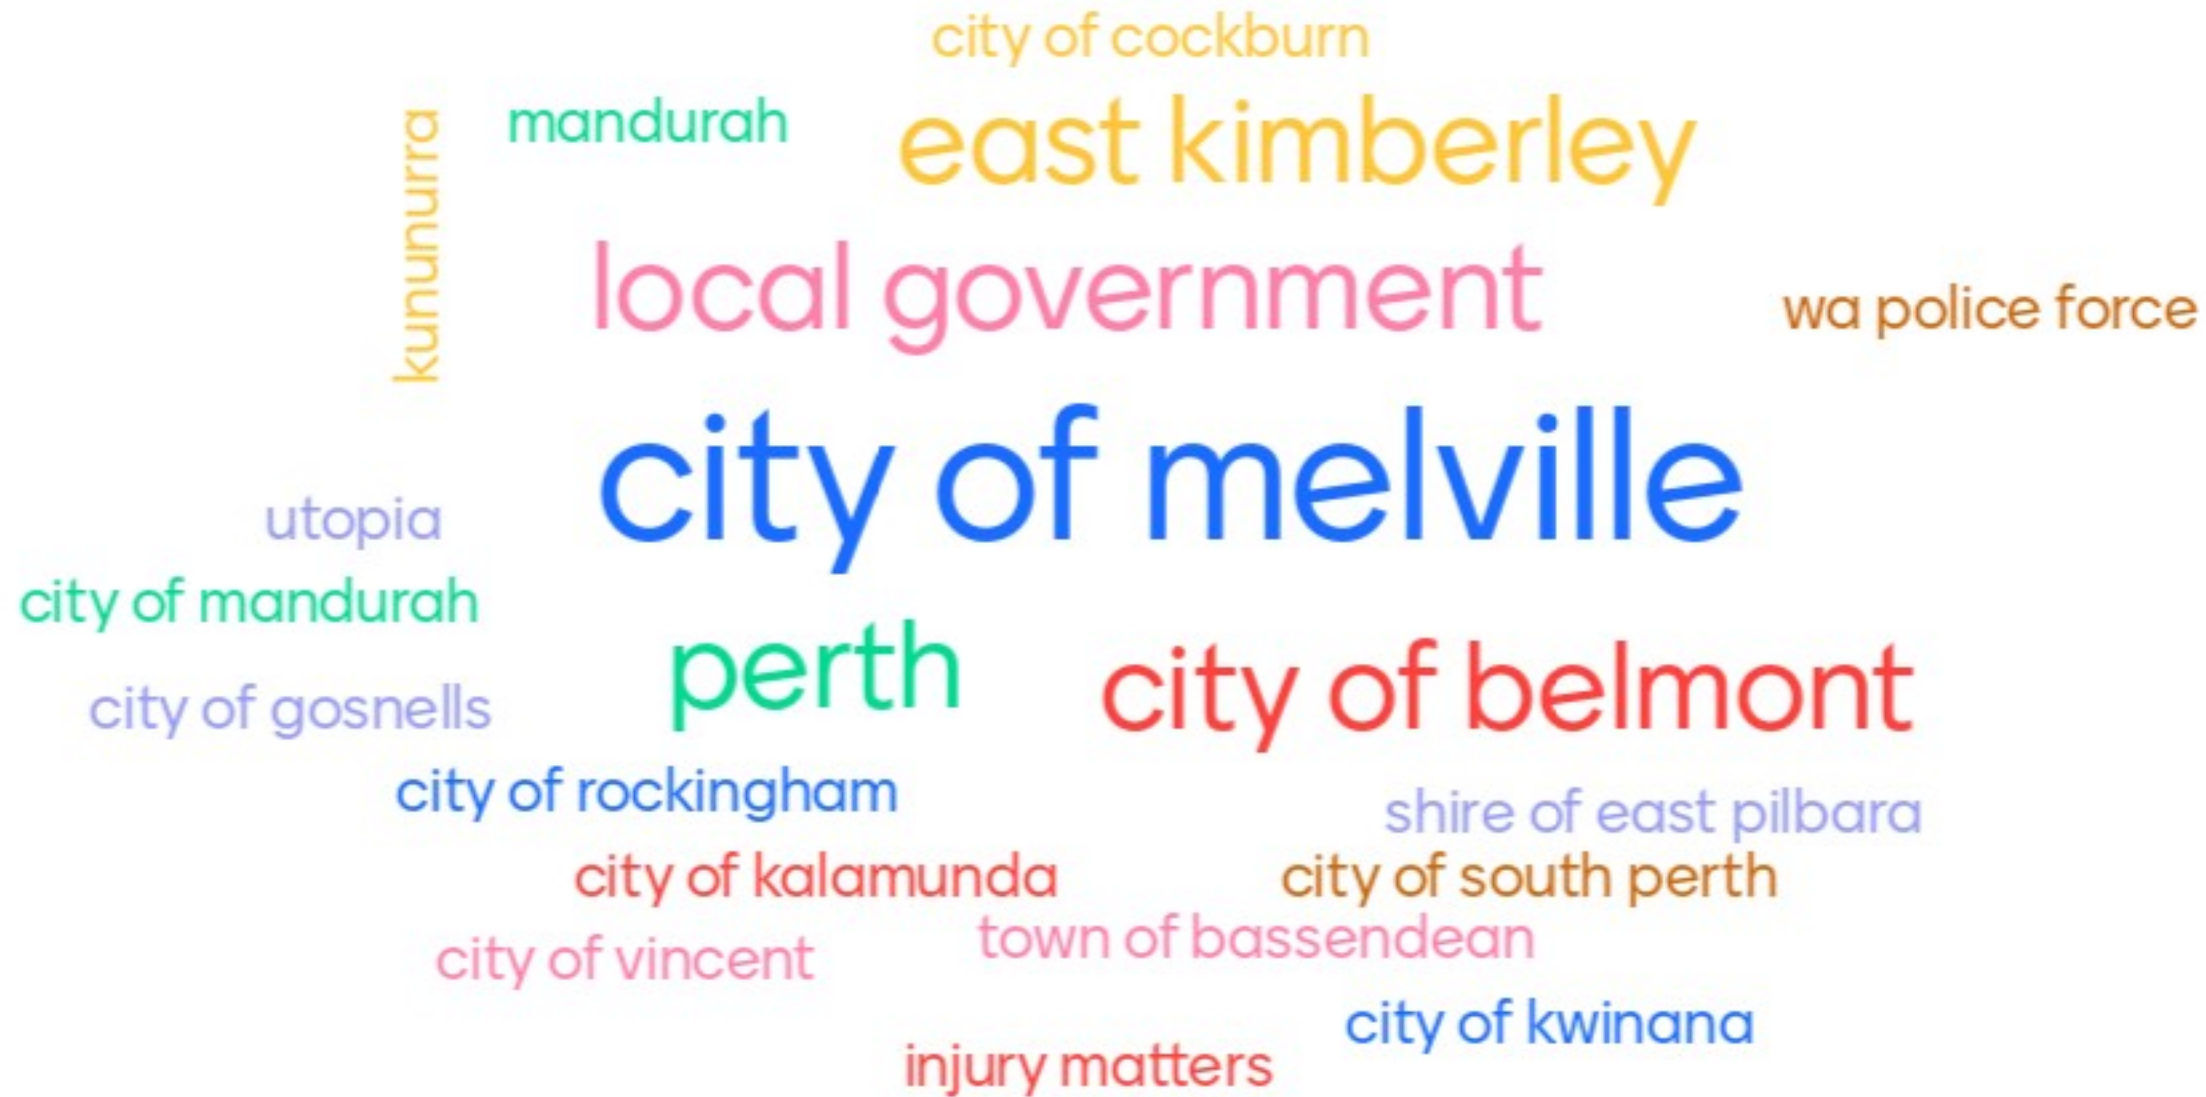 city of cockburn
mandurah
east kimberley
kununurra
local government
wa police force
city of melville
utopia
city of mandurah
perth
city of belmont
city of gosnells
city of rockingham
shire of east pilbara
city of kalamunda
city of south perth
town of bassendean
city of vincent
city of kwinana
injury matters